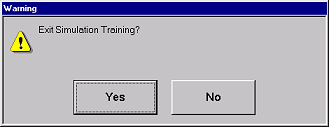 Warning
Exit Simulation Training?
Yes
No